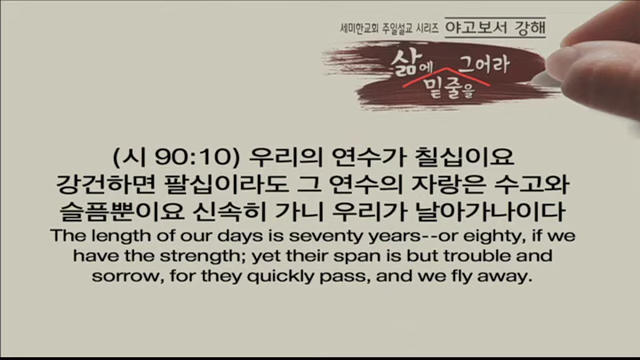 세미한교회 주일설교 시리즈 야고보서 강해
삶에 그어라
밑줄을
(시 90:10) 우리의 연수가 칠십이요
강건하면 팔십이라도 그 연수의 자랑은 수고와
슬픔뿐이요 신속히 가니 우리가 날아가나이다
The length of our days is seventy years--or eighty, if we
have the strength; yet their span is but trouble and
sorrow, for they quickly pass, and we fly away.